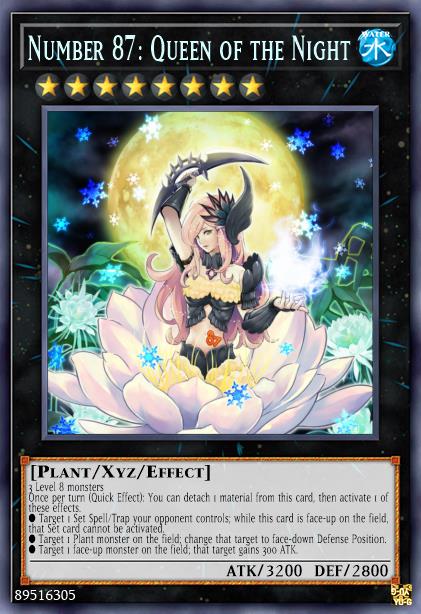 Number 87: Queen of the Night
WATER
水
87
[Plant/Xyz/Effect]
3 Level 8 monsters
Once per turn (Quick Effect): You can detach 1 material from this card, then activate 1 of
these effects.
● Target 1 Set Spell/Trap your opponent controls; while this card is face-up on the field,
that Set card cannot be activated.
● Target 1 Plant monster on the field; change that target to face-down Defense Position.
● Target 1 face-up monster on the field; that target gains 300 ATK.
ATK/3200 DEF/2800
89516305